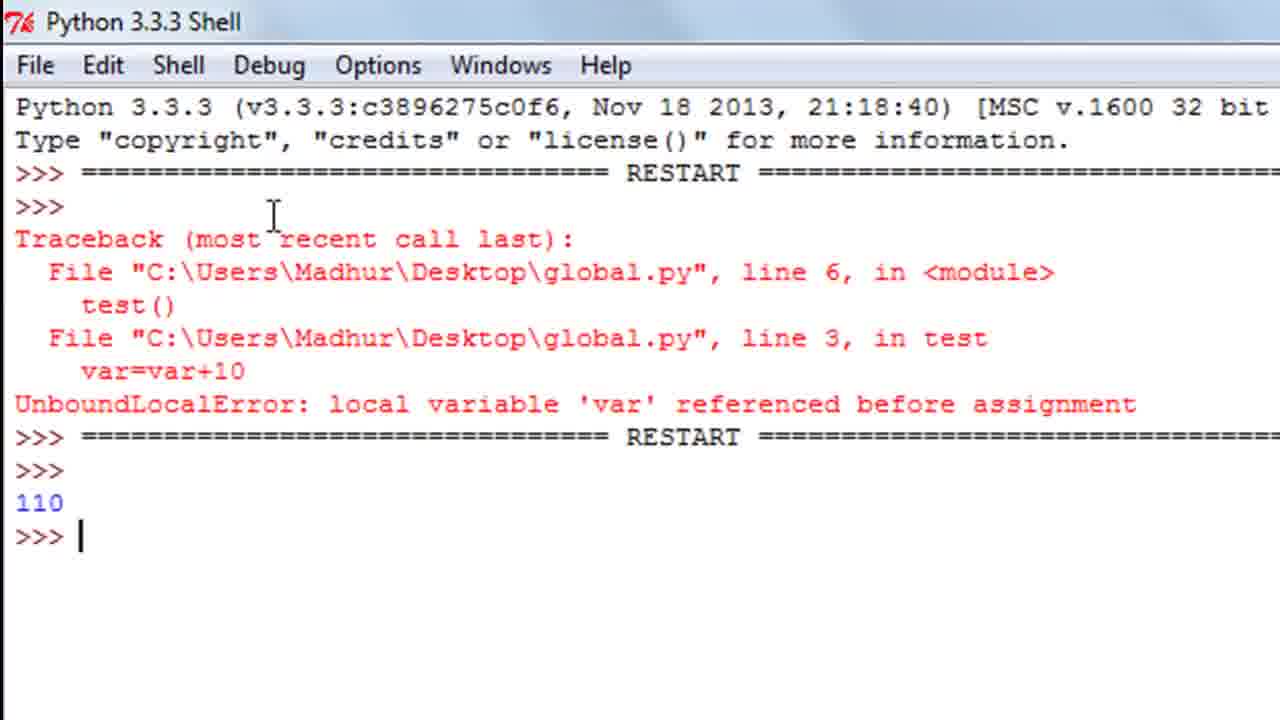 Python 3.3.3 Shell
File Edit Shell Debug Options Windows Help
Python 3.3.3 (v3.3.3:c3896275c0f6, Nov 18 2013, 21:18:40) [MSC v.1600 32 bit
Type "copyright", "credits" or "license()" for more information.
>>> ================================ RESTART ================================
>>>
Traceback (most recent call last):
  File "C:\Users\Madhur\Desktop\global.py", line 6, in <module>
    test()
  File "C:\Users\Madhur\Desktop\global.py", line 3, in test
    var=var+10
UnboundLocalError: local variable 'var' referenced before assignment
>>> ================================ RESTART ================================
>>>
110
>>>